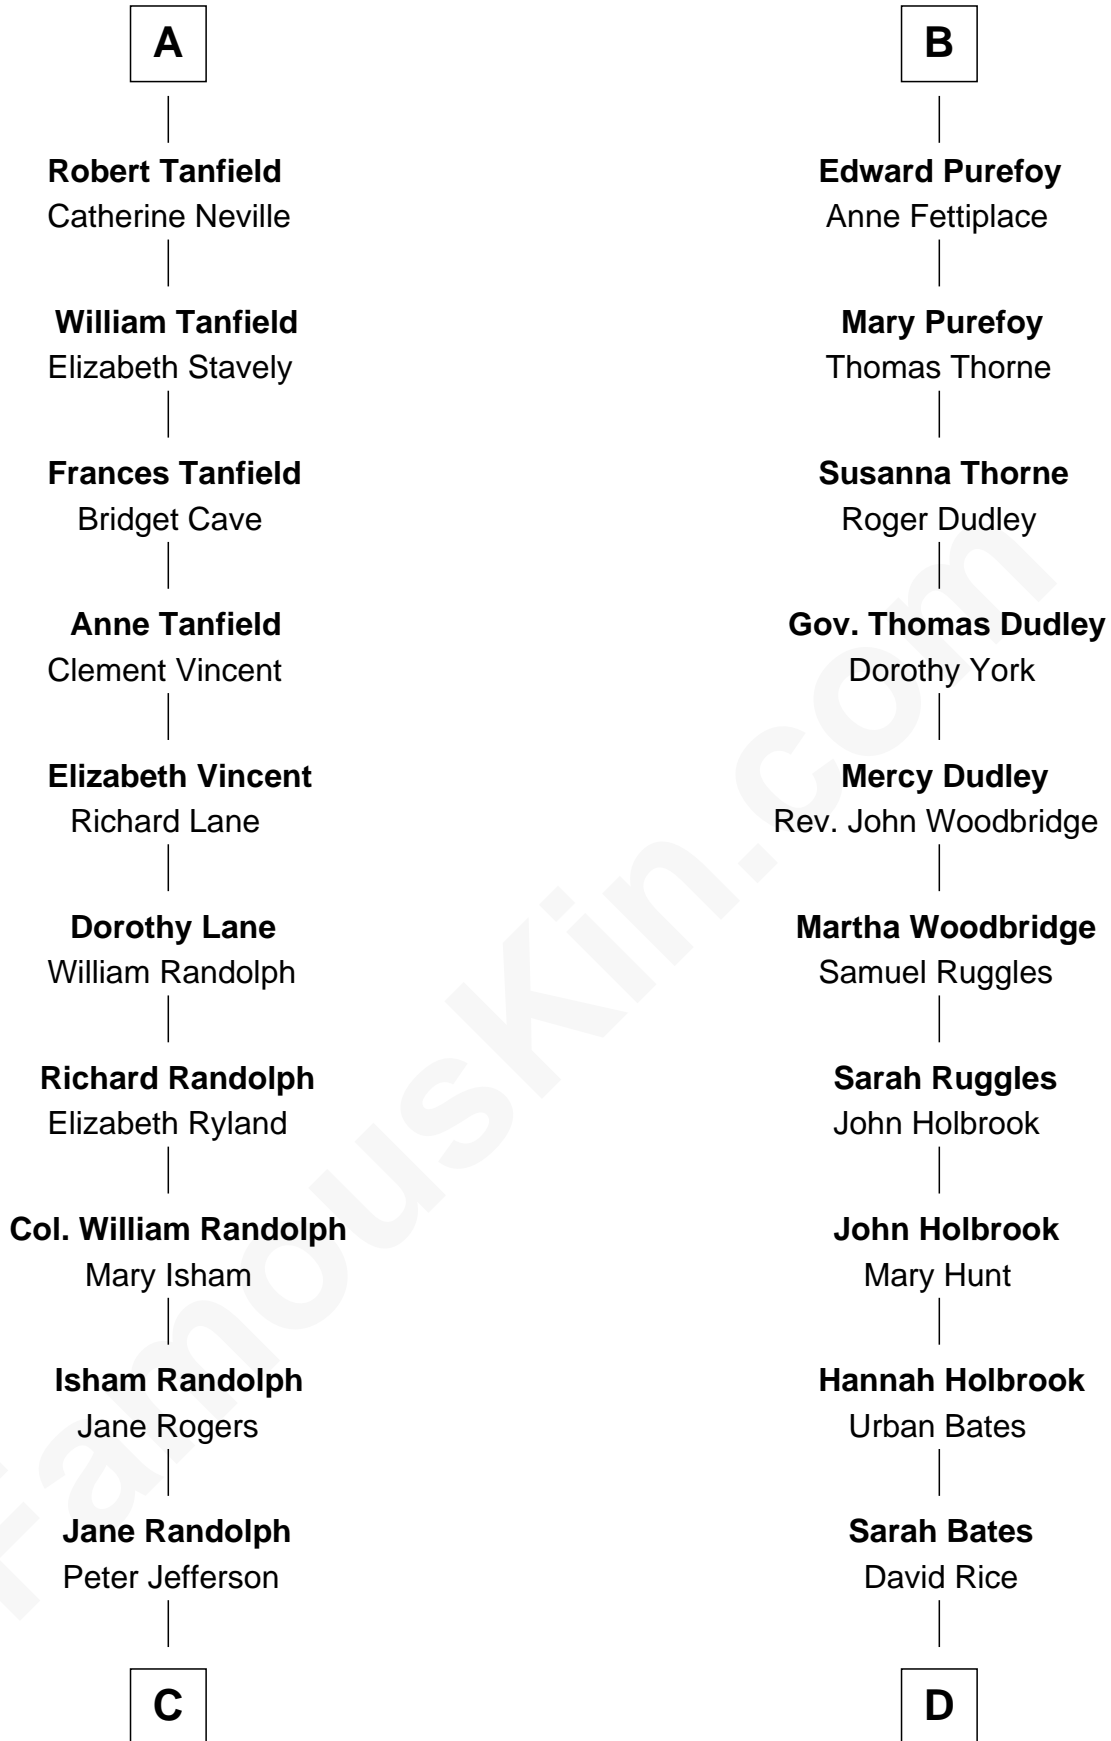 A
Robert Tanfield
Catherine Neville
William Tanfield
Elizabeth Stavely
Frances Tanfield
Bridget Cave
Anne Tanfield
Clement Vincent
Elizabeth Vincent
Richard Lane
Dorothy Lane
William Randolph
Richard Randolph
Elizabeth Ryland
Col. William Randolph
Mary Isham
Isham Randolph
Jane Rogers
Jane Randolph
Peter Jefferson
C
B
Edward Purefoy
Anne Fettiplace
Mary Purefoy
Thomas Thorne
Susanna Thorne
Roger Dudley
Gov. Thomas Dudley
Dorothy York
Mercy Dudley
Rev. John Woodbridge
Martha Woodbridge
Samuel Ruggles
Sarah Ruggles
John Holbrook
John Holbrook
Mary Hunt
Hannah Holbrook
Urban Bates
Sarah Bates
David Rice
D
FamousKin.com